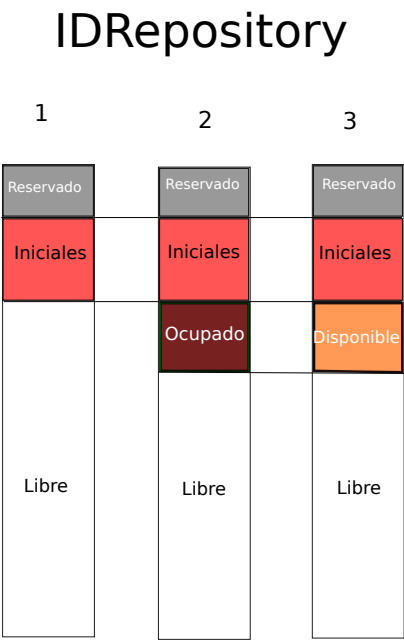 IDRepository
1
2
3
Reservado
Reservado
Reservado
Iniciales
Iniciales
Iniciales
Ocupado
Disponible
Libre
Libre
Libre